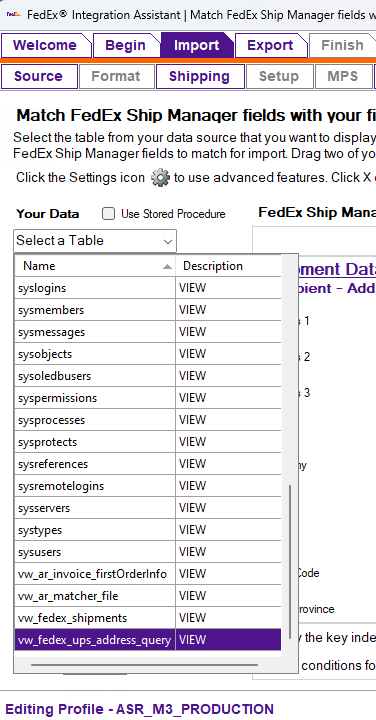 FedEx® Integration Assistant | Match FedEx Ship Manager fields w
Welcome Begin Import Export Finish
Source Format Shipping Setup MPS
Match FedEx Ship Manager fields with your fi
Select the table from your data source that you want to display
FedEx Ship Manager fields to match for import. Drag two of yo
Click the Settings icon to use advanced features. Click X
Your Data Use Stored Procedure FedEx Ship Mana
Select a Table
Name Description
ment Data
syslogins VIEW
pient - Addr
sysmembers VIEW
1
sysmessages VIEW
sysobjects VIEW
2
sysoledbusers VIEW
syspermissions VIEW
3
sysprocesses VIEW
sysprotects VIEW
sysreferences VIEW
ny
sysremotelogins VIEW
sysservers VIEW
systypes VIEW
sysusers VIEW
vw_ar_invoice_firstOrderInfo VIEW
Code
vw_ar_matcher_file VIEW
vw_fedex_shipments VIEW
rovince
vw_fedex_ups_address_query VIEW
y the key inde
conditions fo
Editing Profile - ASR_M3_PRODUCTION